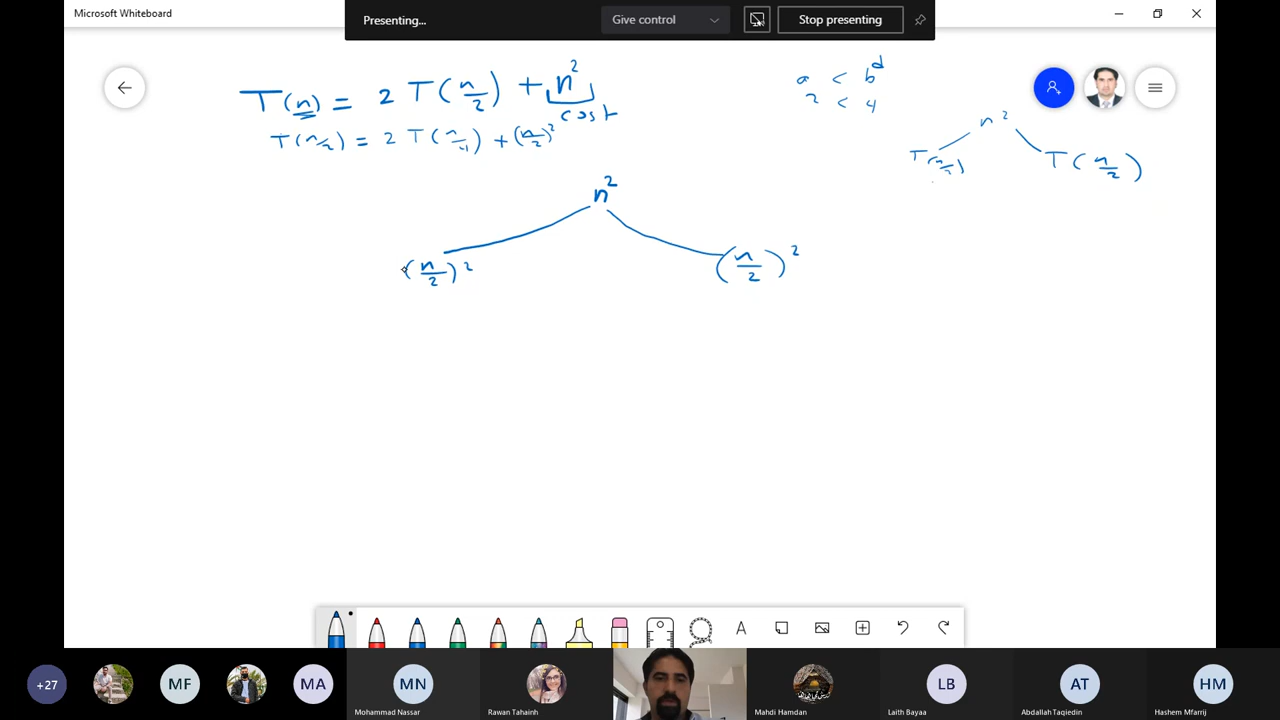 Microsoft Whiteboard
Presenting...
Give control
Stop presenting
T(n) = 2 T(n/2) + n²
cost
T(n/2) = 2 T(n/4) + (n/2)²
a < b^d
2 < 4
n²
T(n/2) T(n/2)
n²
(n/2)² (n/2)²
A
+27
MF
MA
MN
Mohammad Nassar
Rawan Tahainh
Mahdi Hamdan
LB
Laith Bayaa
AT
Abdallah Taqiedin
HM
Hashem Mfarrij